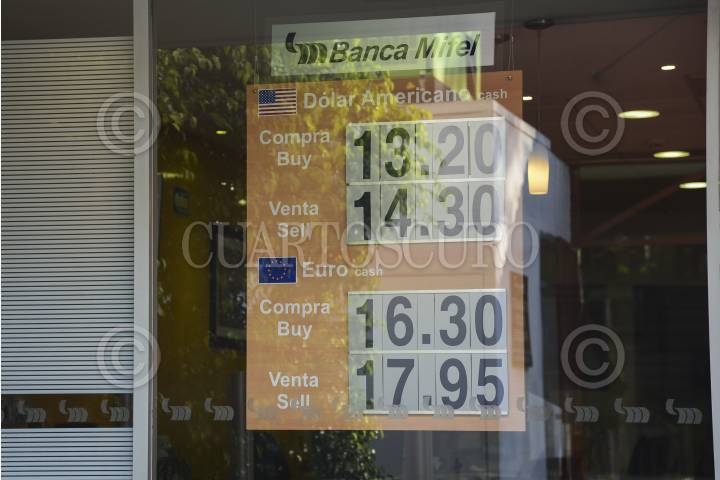 Banca Mifel
Dólar Americano cash
Compra
Buy
13.20
Venta
Sell
14.30
CUARTOSCURO
Euro cash
Compra
Buy
16.30
Venta
Sell
17.95